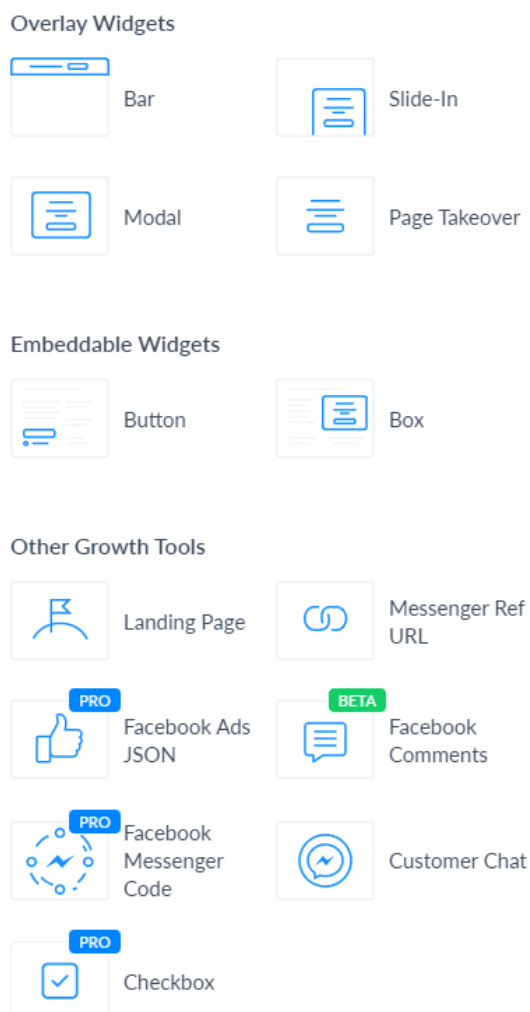 Overlay Widgets
Bar
Slide-In
Modal
Page Takeover
Embeddable Widgets
Button
Box
Other Growth Tools
Landing Page
Messenger Ref
URL
PRO
Facebook Ads
JSON
BETA
Facebook
Comments
PRO
Facebook
Messenger
Code
Customer Chat
PRO
Checkbox